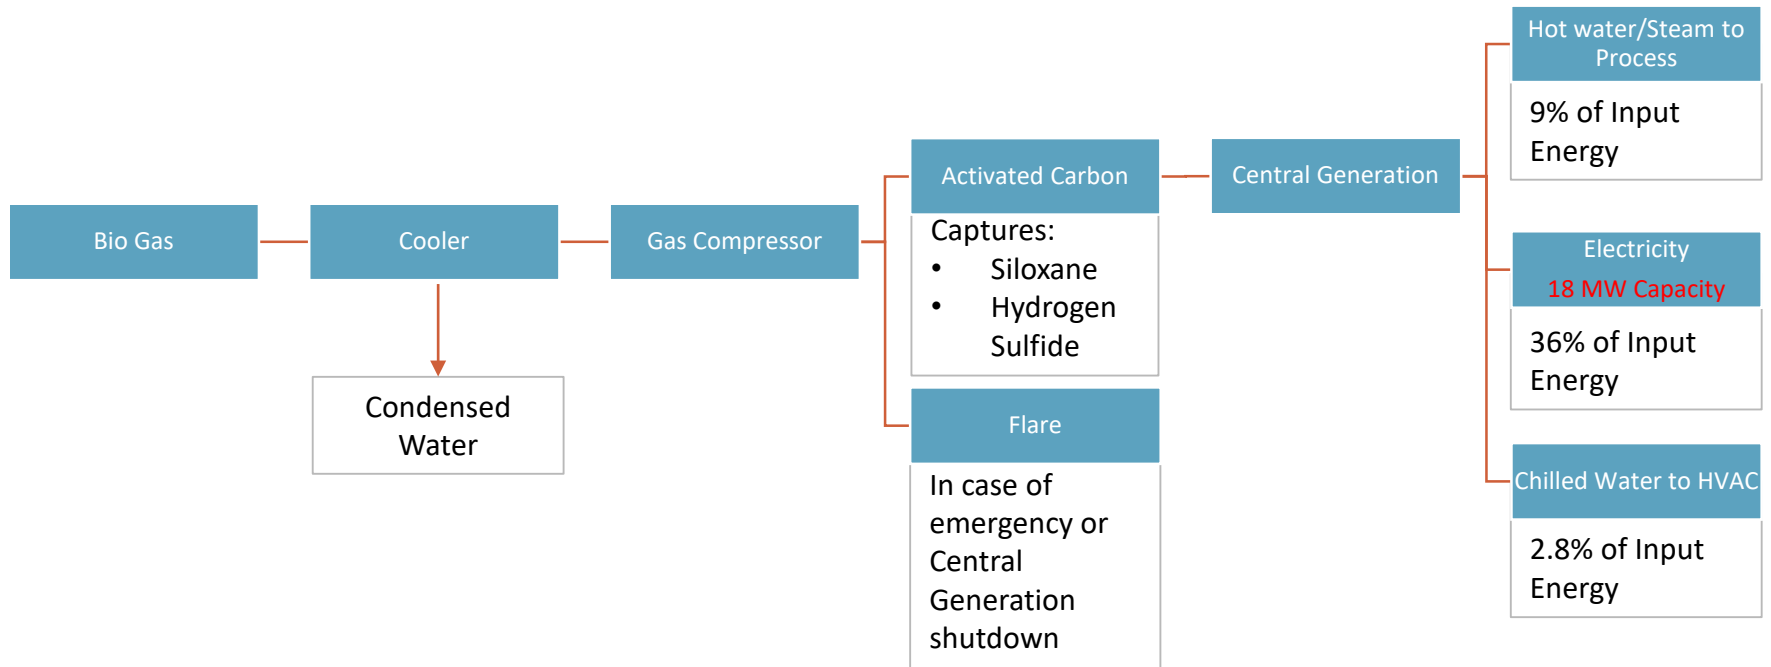 Bio Gas
Cooler
Condensed
Water
Gas Compressor
Activated Carbon
Captures:
• Siloxane
• Hydrogen
Sulfide
Flare
In case of
emergency or
Central
Generation
shutdown
Central Generation
Hot water/Steam to
Process
9% of Input
Energy
Electricity
18 MW Capacity
36% of Input
Energy
Chilled Water to HVAC
2.8% of Input
Energy